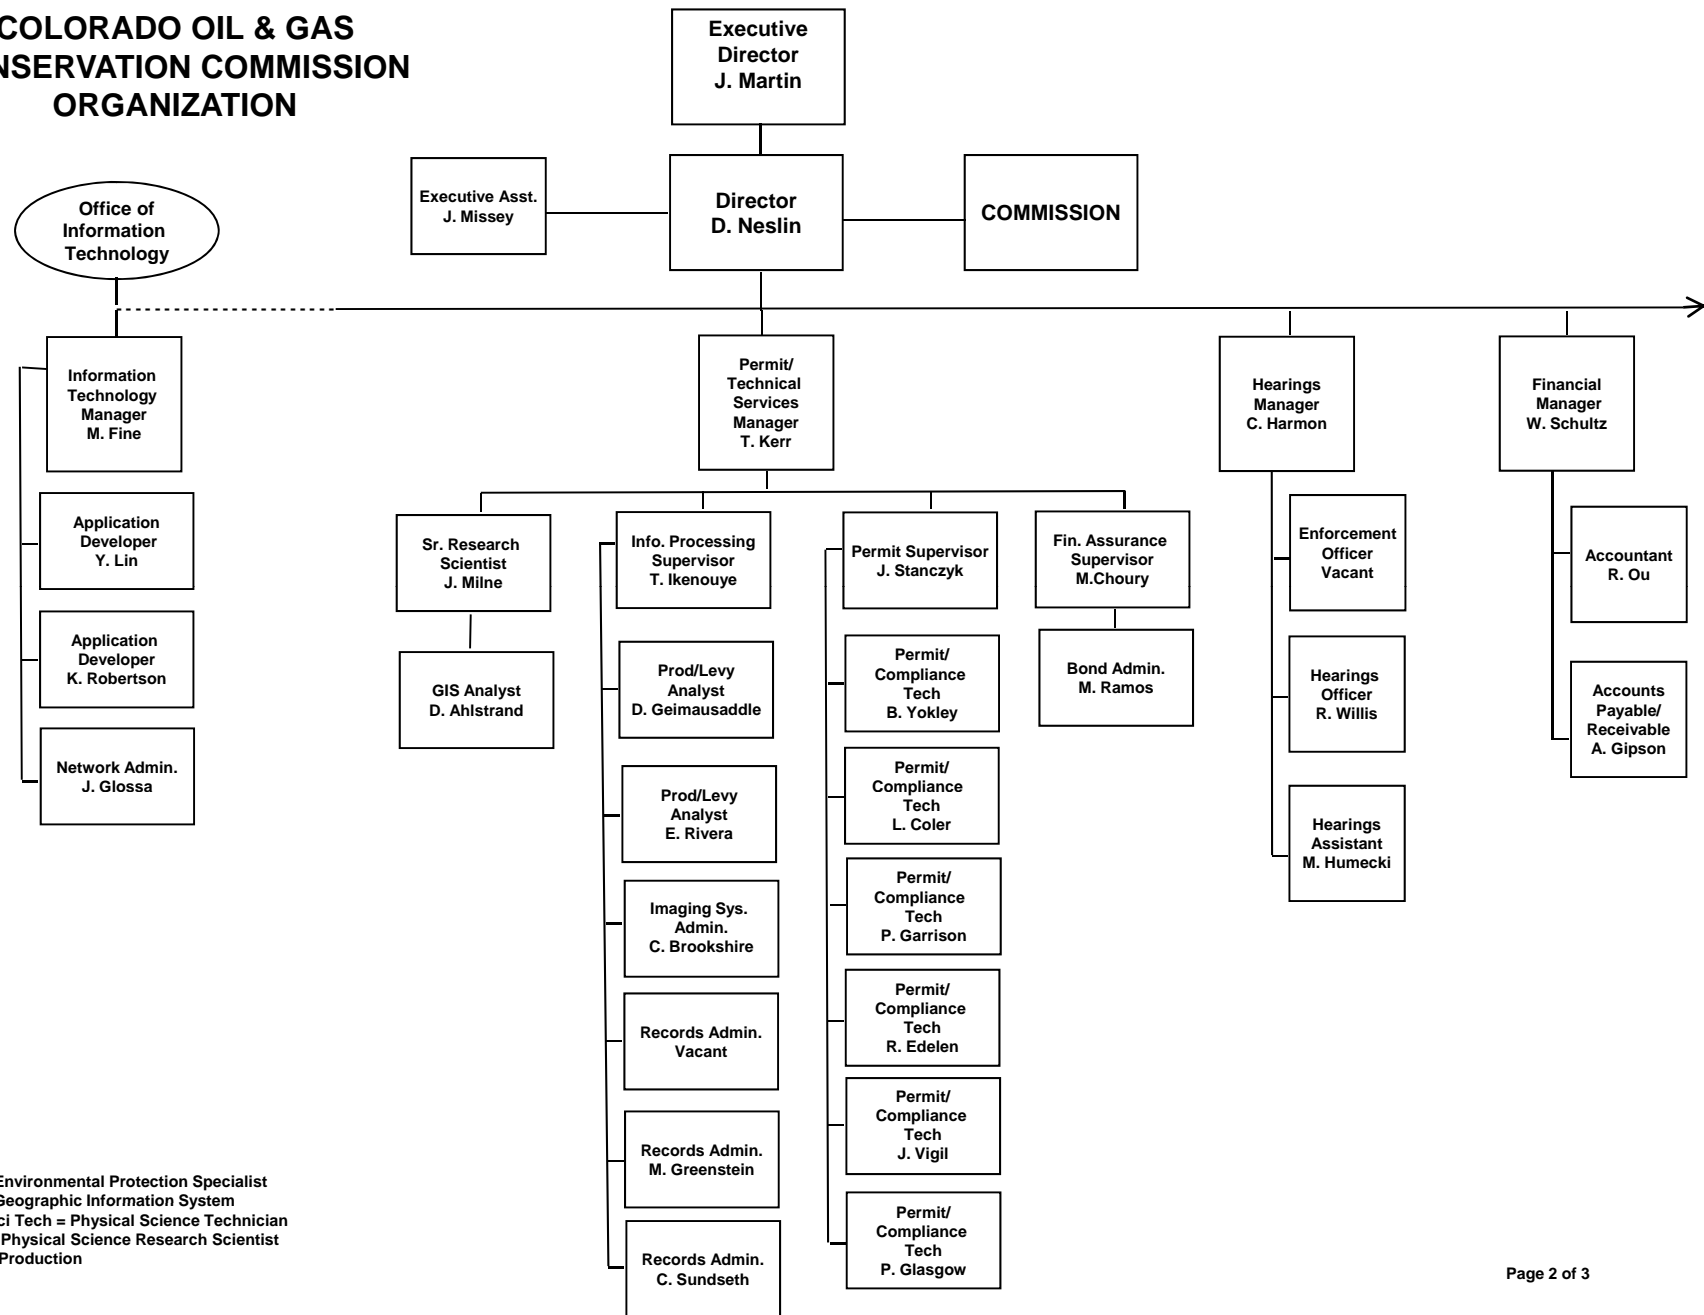 COLORADO OIL & GAS
NSERVATION COMMISSION
ORGANIZATION
Executive
Director
J. Martin
Executive Asst.
J. Missey
Director
D. Neslin
COMMISSION
Office of
Information
Technology
Information
Technology
Manager
M. Fine
Application
Developer
Y. Lin
Application
Developer
K. Robertson
Network Admin.
J. Glossa
Permit/
Technical
Services
Manager
T. Kerr
Sr. Research
Scientist
J. Milne
GIS Analyst
D. Ahlstrand
Info. Processing
Supervisor
T. Ikenouye
Prod/Levy
Analyst
D. Geimausaddle
Prod/Levy
Analyst
E. Rivera
Imaging Sys.
Admin.
C. Brookshire
Records Admin.
Vacant
Records Admin.
M. Greenstein
Records Admin.
C. Sundseth
Permit Supervisor
J. Stanczyk
Permit/
Compliance
Tech
B. Yokley
Permit/
Compliance
Tech
L. Coler
Permit/
Compliance
Tech
P. Garrison
Permit/
Compliance
Tech
R. Edelen
Permit/
Compliance
Tech
J. Vigil
Permit/
Compliance
Tech
P. Glasgow
Fin. Assurance
Supervisor
M.Choury
Bond Admin.
M. Ramos
Hearings
Manager
C. Harmon
Enforcement
Officer
Vacant
Hearings
Officer
R. Willis
Hearings
Assistant
M. Humecki
Financial
Manager
W. Schultz
Accountant
R. Ou
Accounts
Payable/
Receivable
A. Gipson
Environmental Protection Specialist
Geographic Information System
ci Tech = Physical Science Technician
Physical Science Research Scientist
Production
Page 2 of 3